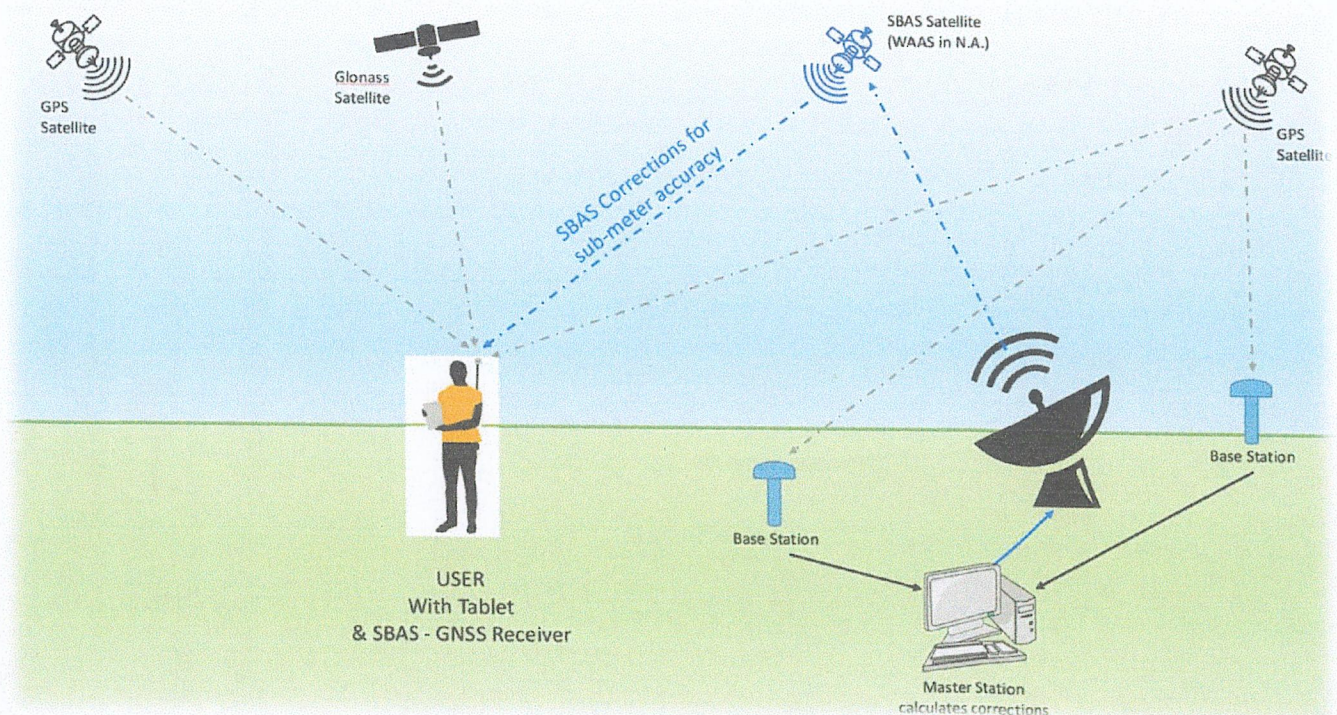 SBAS Satellite
(WAAS in N.A.)
GPS
Satellite
Glonass
Satellite
GPS
Satellite
SBAS Corrections for
sub-meter accuracy
Base Station
Base Station
USER
With Tablet
& SBAS - GNSS Receiver
Master Station
calculates corrections